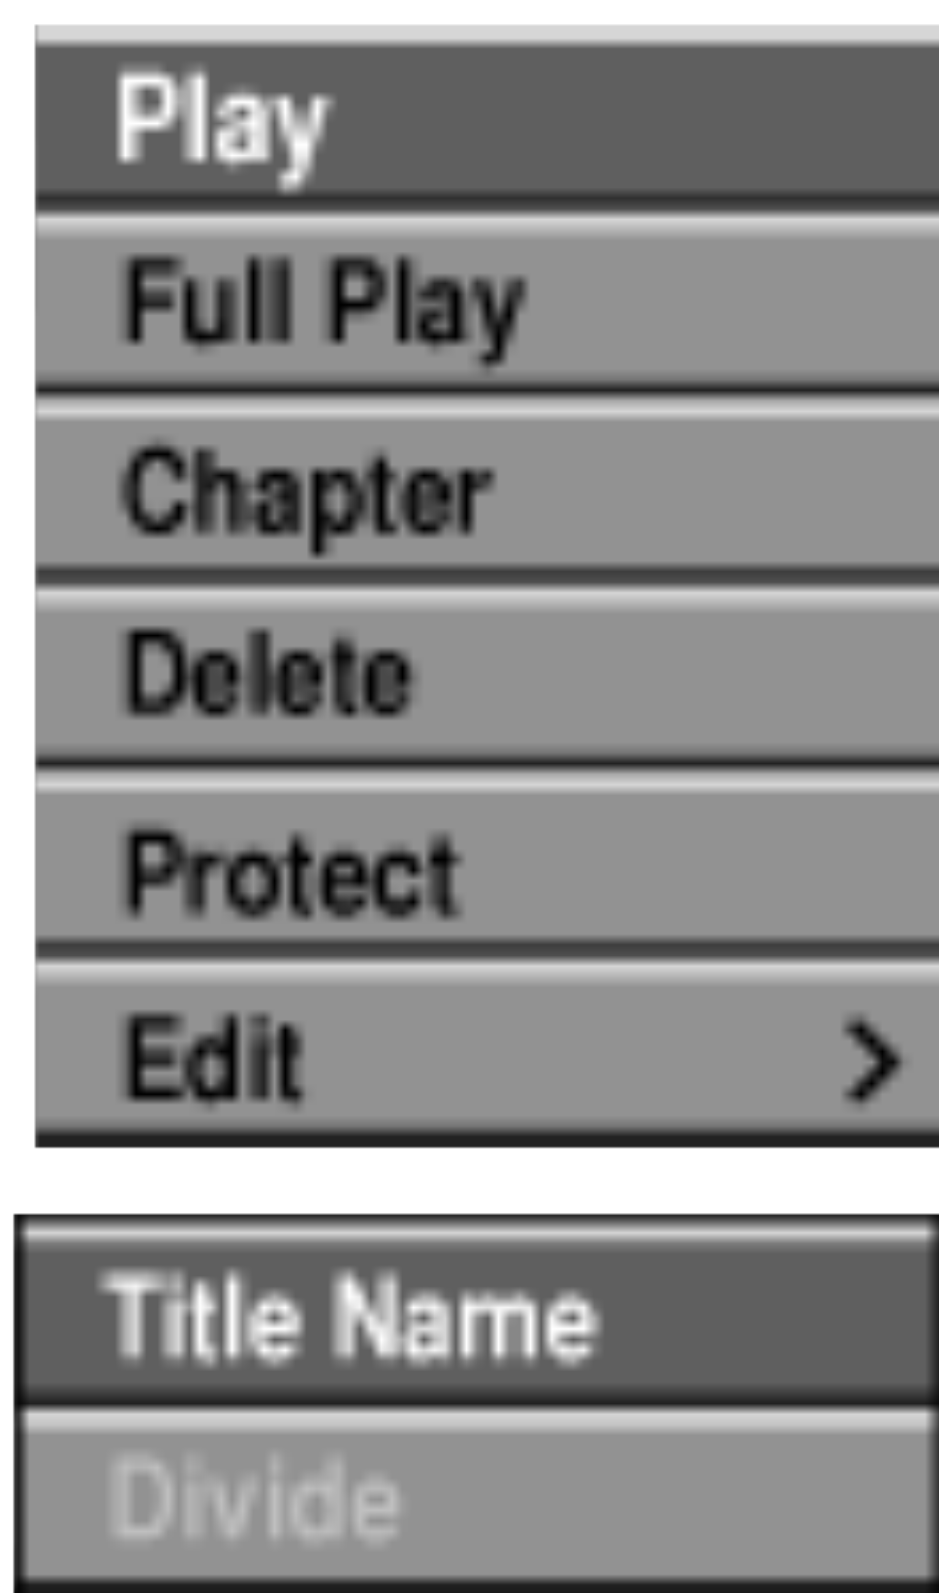 Play
Full Play
Chapter
Delete
Protect
Edit >
Title Name
Divide